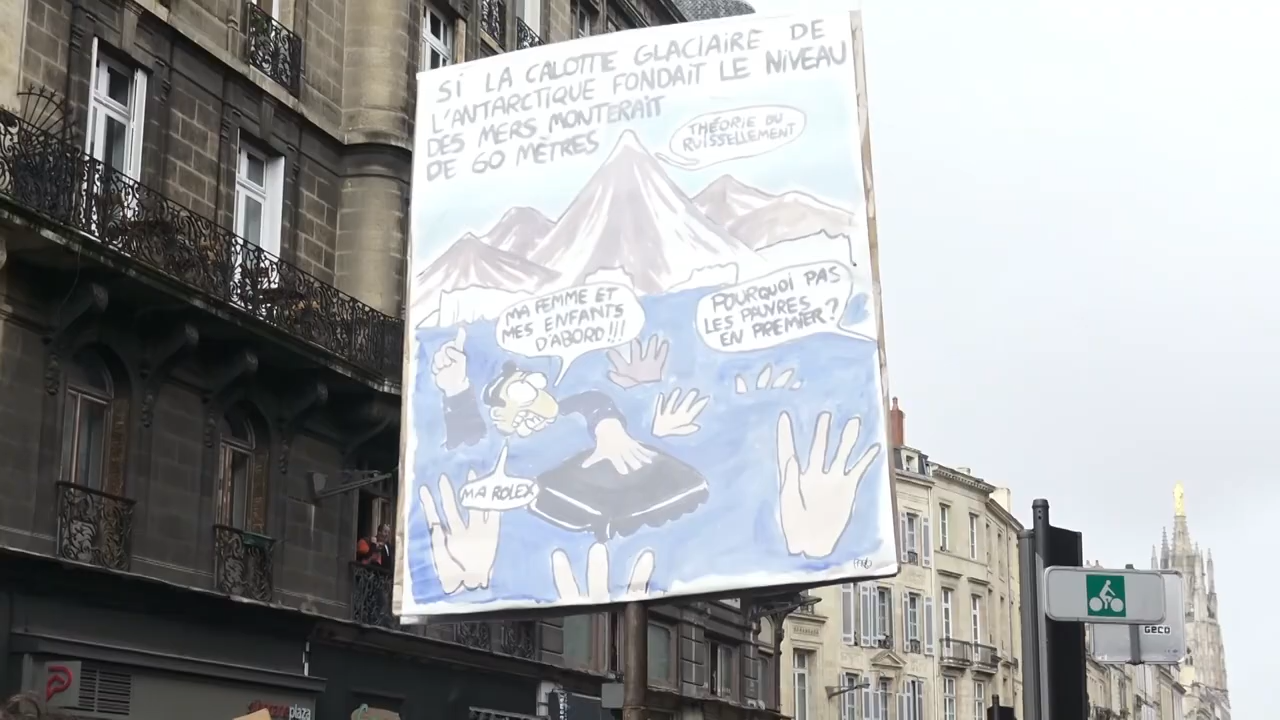 SI LA CALOTTE GLACIAIRE DE
L'ANTARCTIQUE FONDAIT LE NIVEAU
DES MERS MONTERAIT
DE 60 MÈTRES
THÉORIE DU
RUISSELLEMENT
MA FEMME ET
MES ENFANTS
D'ABORD !!!
POURQUOI PAS
LES PAUVRES
EN PREMIER ?
MA ROLEX
GECO
plaza